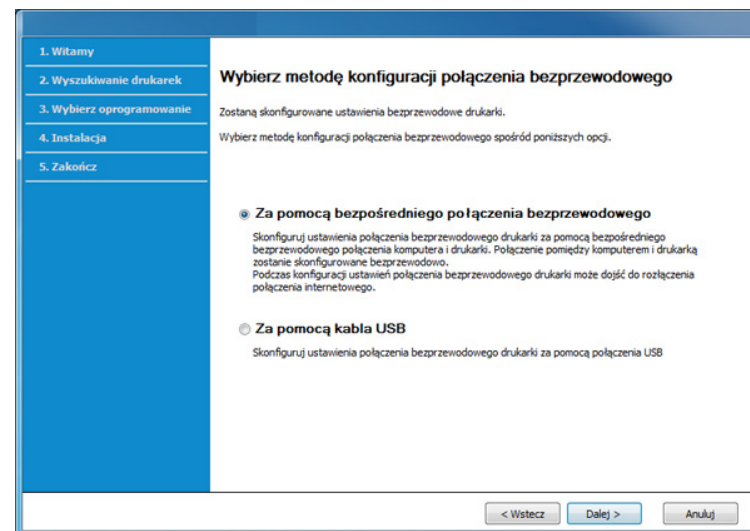 1. Witamy
2. Wyszukiwanie drukarek
3. Wybierz oprogramowanie
4. Instalacja
5. Zakończ
Wybierz metodę konfiguracji połączenia bezprzewodowego
Zostaną skonfigurowane ustawienia bezprzewodowe drukarki.
Wybierz metodę konfiguracji połączenia bezprzewodowego spośród poniższych opcji.
Za pomocą bezpośredniego połączenia bezprzewodowego
Skonfiguruj ustawienia połączenia bezprzewodowego drukarki za pomocą bezpośredniego
bezprzewodowego połączenia komputera i drukarki. Połączenie pomiędzy komputerem i drukarką
zostanie skonfigurowane bezprzewodowo.
Podczas konfiguracji ustawień połączenia bezprzewodowego drukarki może dojść do rozłączenia
połączenia internetowego.
Za pomocą kabla USB
Skonfiguruj ustawienia połączenia bezprzewodowego drukarki za pomocą połączenia USB
< Wstecz
Dalej >
Anuluj